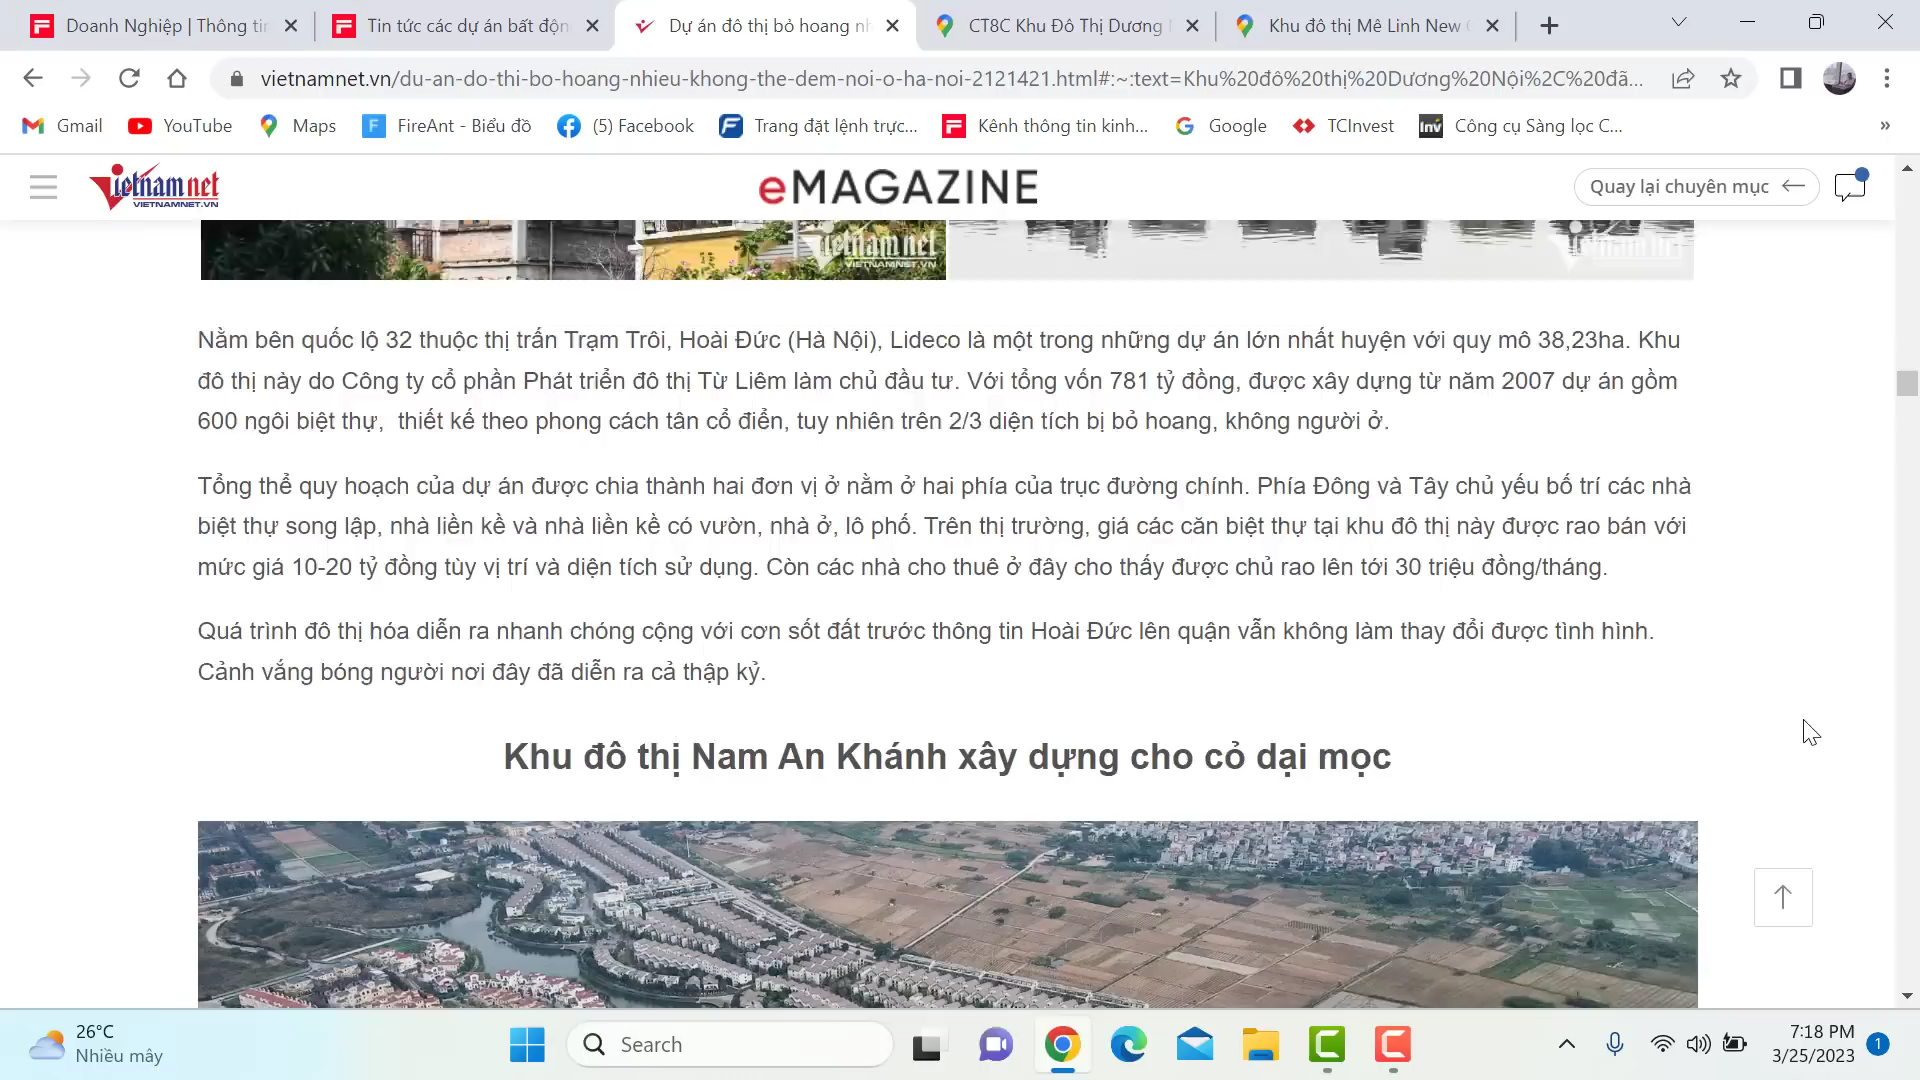 Doanh Nghiệp | Thông tin
Tin tức các dự án bất độn
Dự án đô thị bỏ hoang nh
CT8C Khu Đô Thị Dương
Khu đô thị Mê Linh New
vietnamnet.vn/du-an-do-thi-bo-hoang-nhieu-khong-the-dem-noi-o-ha-noi-2121421.html#:~:text=Khu%20đô%20thị%20Dương%20Nội%2C%20đã...
Gmail
YouTube
Maps
FireAnt - Biểu đồ
(5) Facebook
Trang đặt lệnh trực...
Kênh thông tin kinh...
Google
TCInvest
Inv
Công cụ Sàng lọc C...
»
Vietnamnet
VIETNAMNET.VN
eMAGAZINE
Quay lại chuyên mục
Vietnamnet
VIETNAMNET.VN
Vietnamnet
Nằm bên quốc lộ 32 thuộc thị trấn Trạm Trôi, Hoài Đức (Hà Nội), Lideco là một trong những dự án lớn nhất huyện với quy mô 38,23ha. Khu
đô thị này do Công ty cổ phần Phát triển đô thị Từ Liêm làm chủ đầu tư. Với tổng vốn 781 tỷ đồng, được xây dựng từ năm 2007 dự án gồm
600 ngôi biệt thự,  thiết kế theo phong cách tân cổ điển, tuy nhiên trên 2/3 diện tích bị bỏ hoang, không người ở.
Tổng thể quy hoạch của dự án được chia thành hai đơn vị ở nằm ở hai phía của trục đường chính. Phía Đông và Tây chủ yếu bố trí các nhà
biệt thự song lập, nhà liền kề và nhà liền kề có vườn, nhà ở, lô phố. Trên thị trường, giá các căn biệt thự tại khu đô thị này được rao bán với
mức giá 10-20 tỷ đồng tùy vị trí và diện tích sử dụng. Còn các nhà cho thuê ở đây cho thấy được chủ rao lên tới 30 triệu đồng/tháng.
Quá trình đô thị hóa diễn ra nhanh chóng cộng với cơn sốt đất trước thông tin Hoài Đức lên quận vẫn không làm thay đổi được tình hình.
Cảnh vắng bóng người nơi đây đã diễn ra cả thập kỷ.
Khu đô thị Nam An Khánh xây dựng cho cỏ dại mọc
26°C
Nhiều mây
Search
7:18 PM
3/25/2023
1